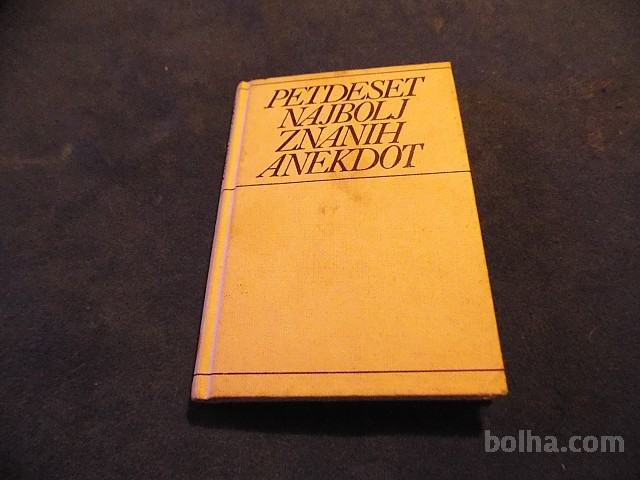 PETDESET
NAJBOLJ
ZNANIH
ANEKDOT
bolha.com